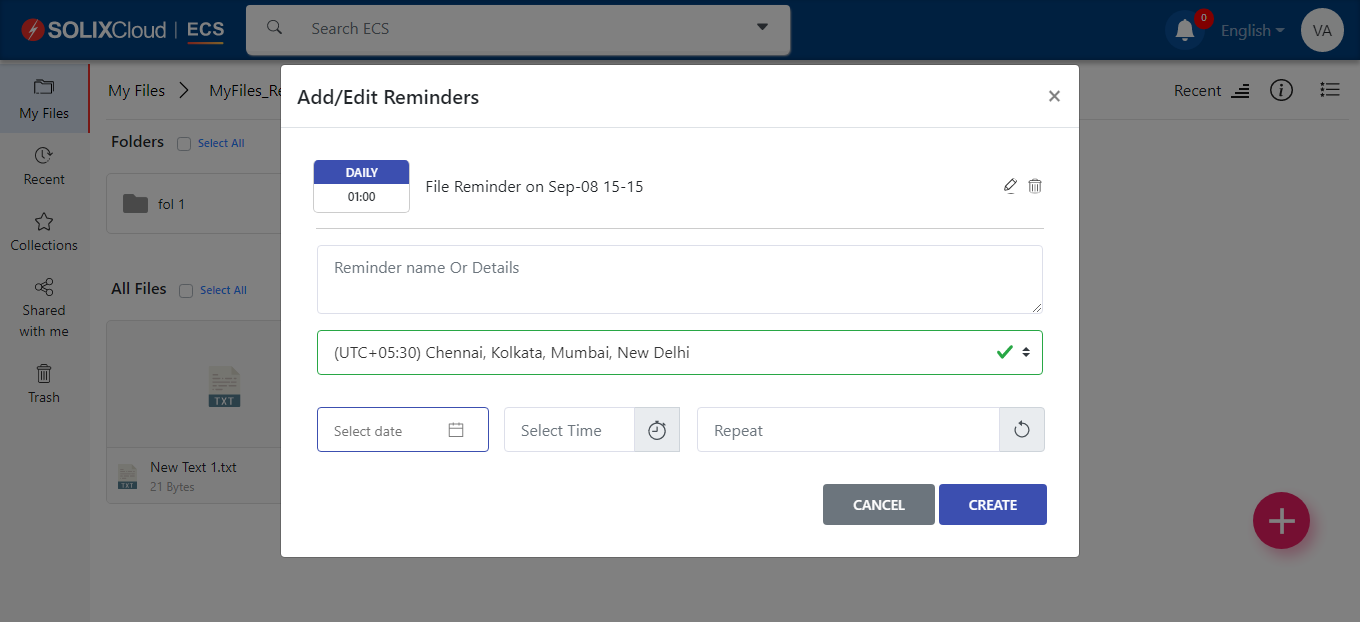 SOLIXCloud | ECS
Search ECS
0
English
VA
My Files
Recent
Collections
Shared
with me
Trash
My Files
MyFiles_Re
Recent
Folders
Select All
fol 1
All Files
Select All
TXT
TXT
New Text 1.txt
21 Bytes
Add/Edit Reminders
×
DAILY
01:00
File Reminder on Sep-08 15-15
Reminder name Or Details
(UTC+05:30) Chennai, Kolkata, Mumbai, New Delhi
Select date
Select Time
Repeat
CANCEL
CREATE